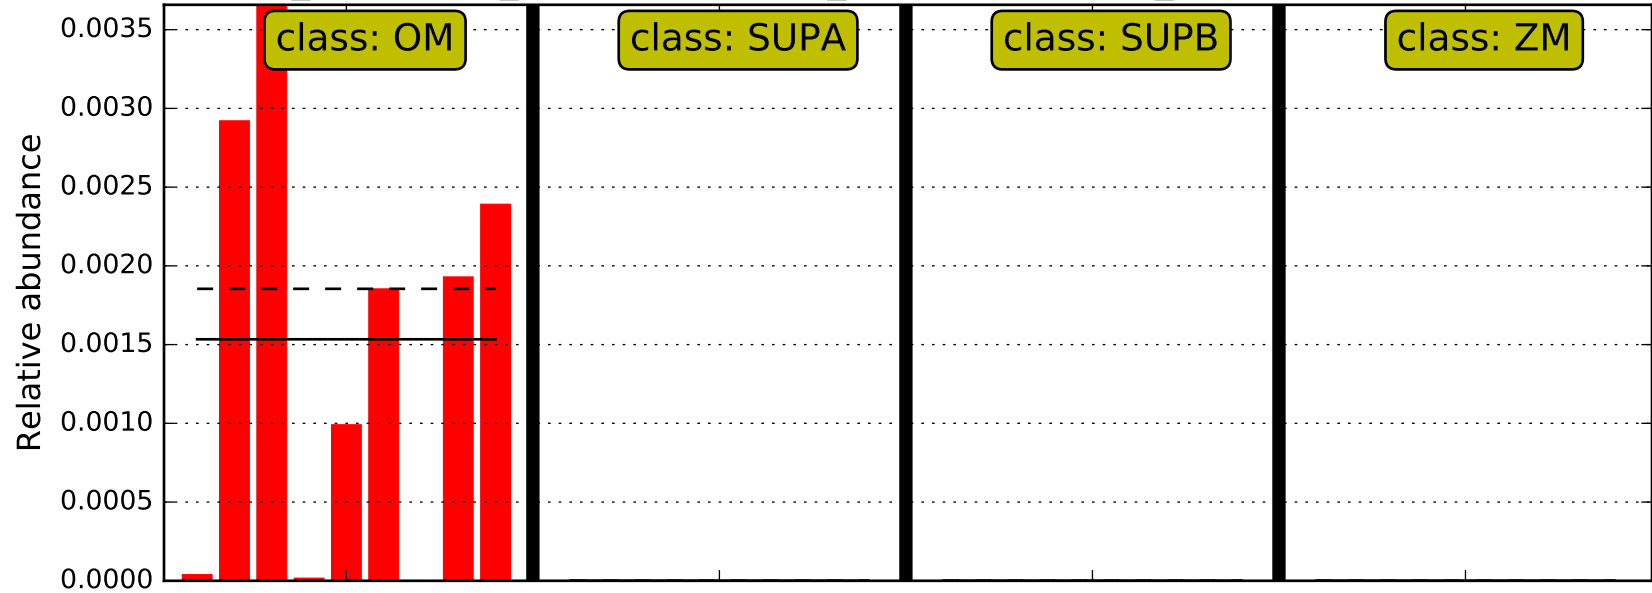 class: OM
class: SUPA
class: SUPB
class: ZM
Relative abundance
0.0035
0.0030
0.0025
0.0020
0.0015
0.0010
0.0005
0.0000